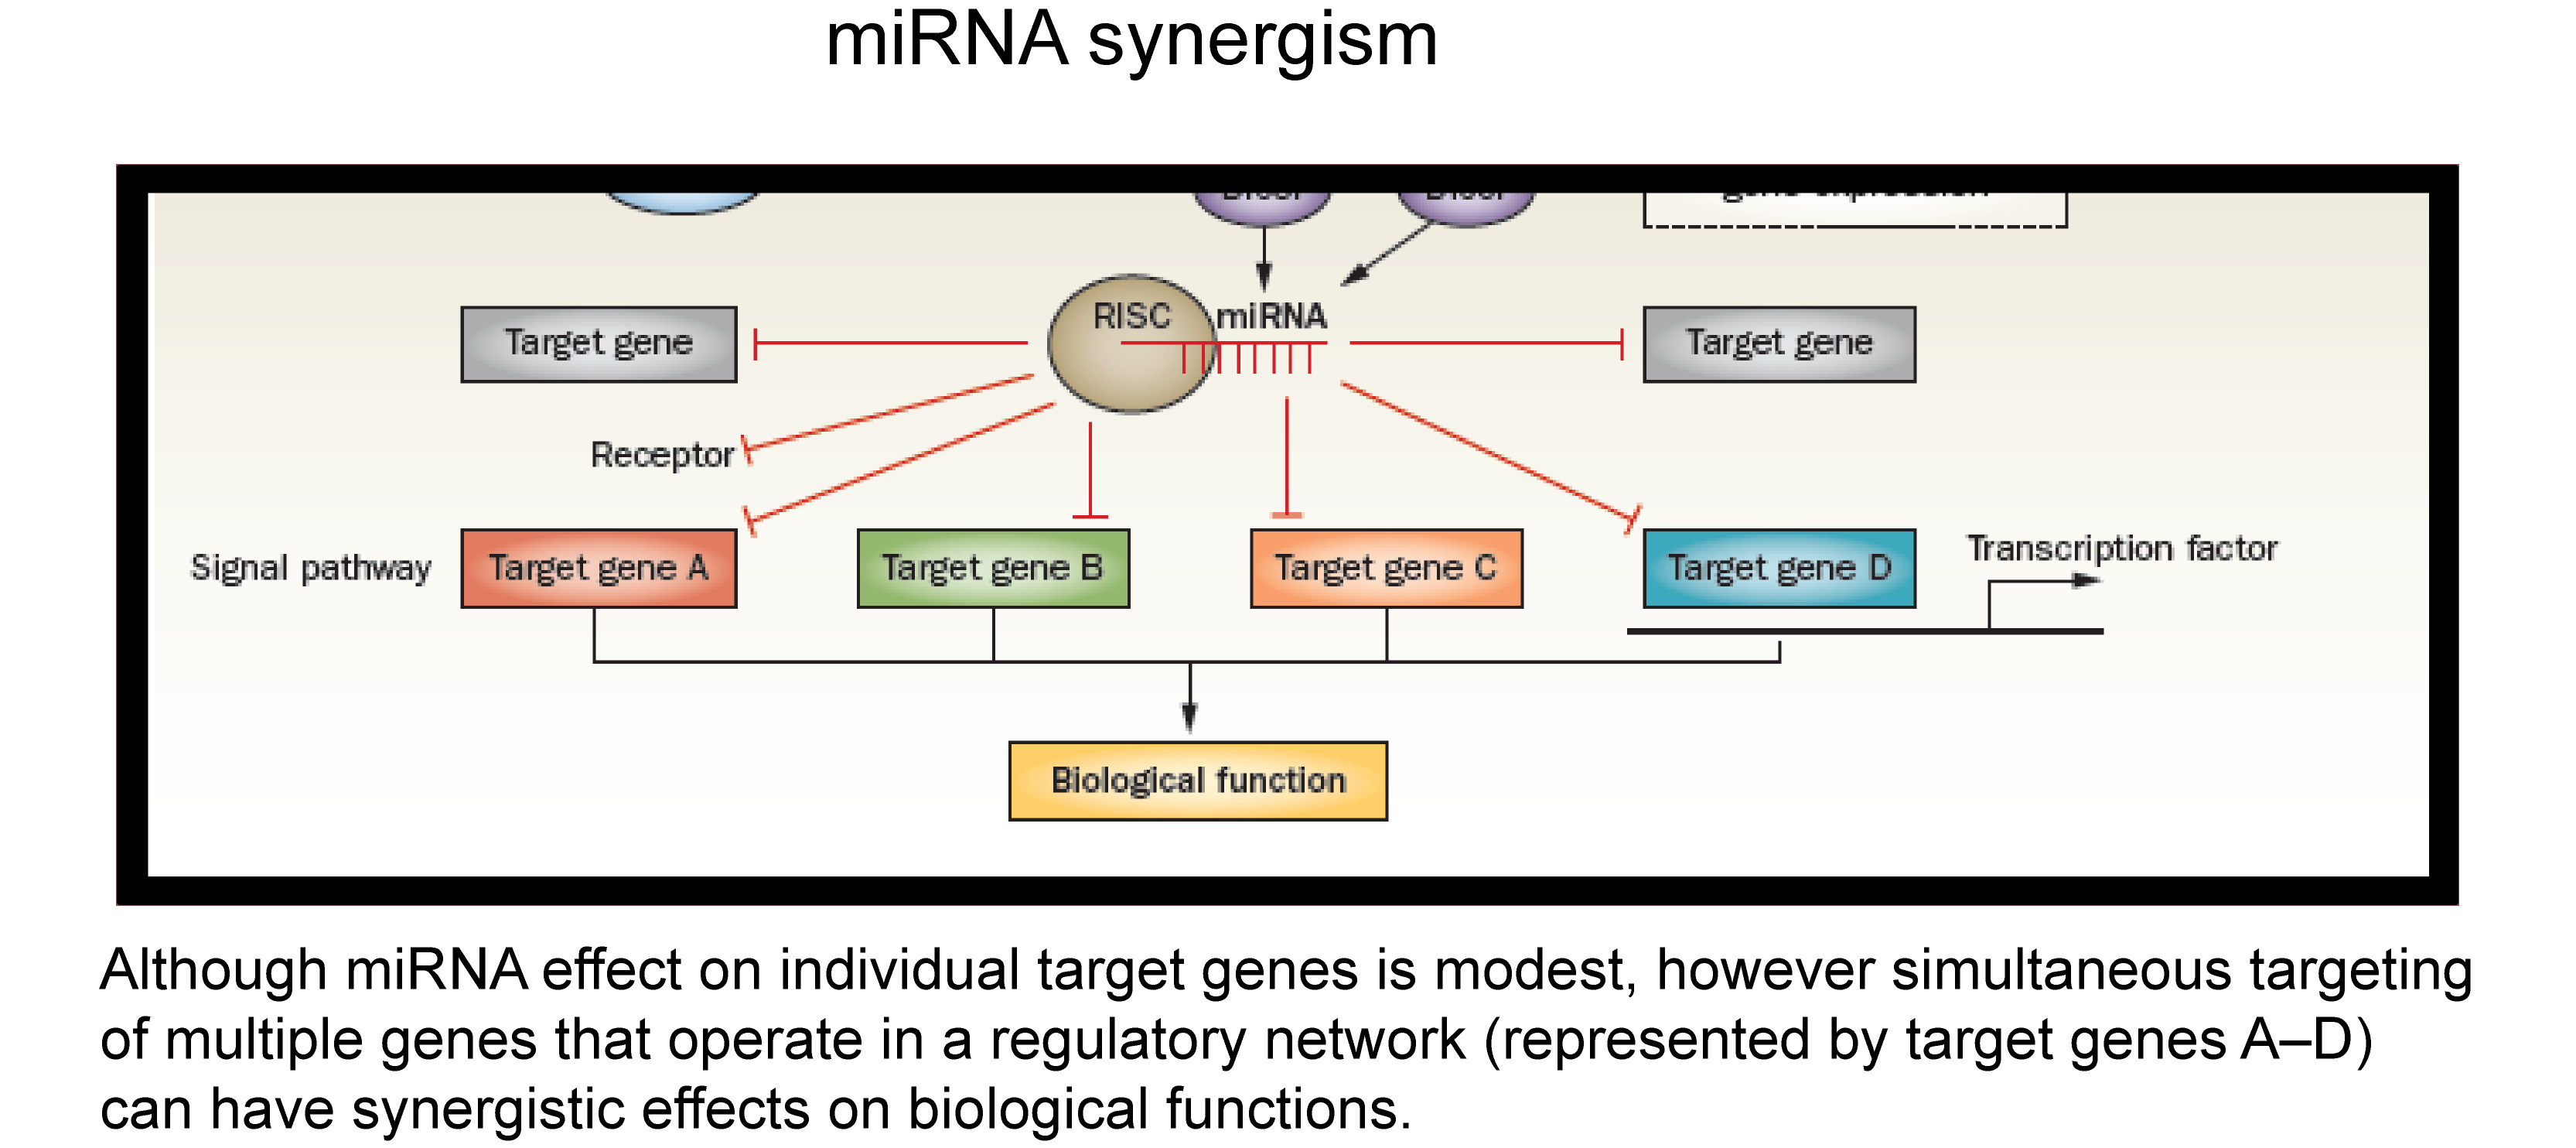 miRNA synergism
gene expression
RISC miRNA
Target gene
Target gene
Receptor
Signal pathway
Target gene A
Target gene B
Target gene C
Target gene D
Transcription factor
Biological function
Although miRNA effect on individual target genes is modest, however simultaneous targeting
of multiple genes that operate in a regulatory network (represented by target genes A–D)
can have synergistic effects on biological functions.